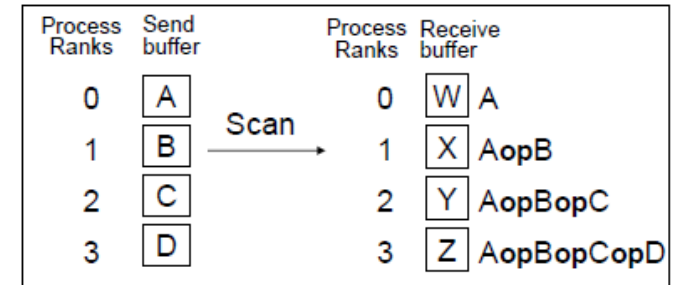 Process Send Process Receive
Ranks buffer Ranks buffer
0 A 0 W A
Scan
1 B 1 X AopB
2 C 2 Y AopBopC
3 D 3 Z AopBopCopD